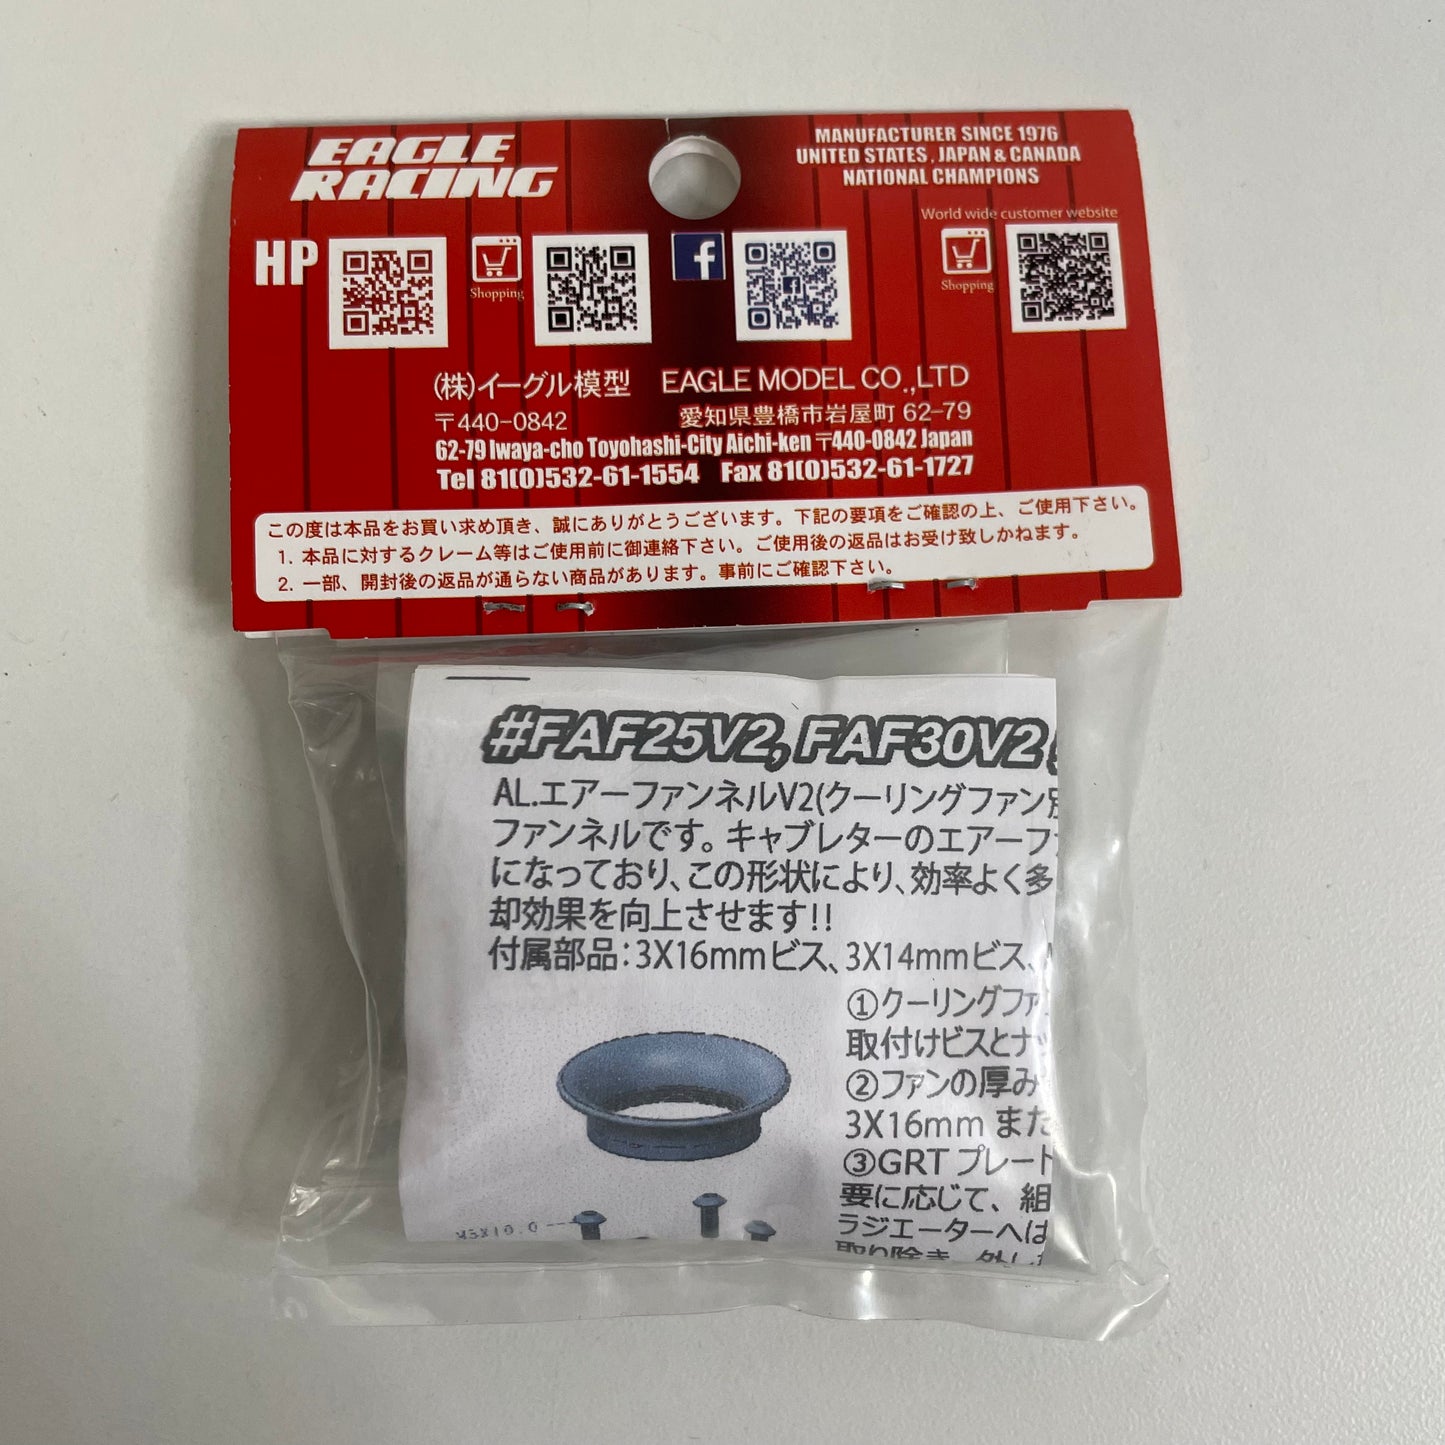 EAGLE
RACING
MANUFACTURER SINCE 1976
UNITED STATES, JAPAN & CANADA
NATIONAL CHAMPIONS
World wide customer website
HP
Shopping
f
Shopping
(株)イーグル模型 EAGLE MODEL CO.,LTD
〒440-0842 愛知県豊橋市岩屋町 62-79
62-79 Iwaya-cho Toyohashi-City Aichi-ken 〒440-0842 Japan
Tel 81(0)532-61-1554 Fax 81(0)532-61-1727
この度は本品をお買い求め頂き、誠にありがとうございます。下記の要項をご確認の上、ご使用下さい。
1. 本品に対するクレーム等はご使用前に御連絡下さい。ご使用後の返品はお受け致しかねます。
2. 一部、開封後の返品が通らない商品があります。事前にご確認下さい。
#FAF25V2, FAF30V2
AL.エアーファンネルV2(クーリングファン
ファンネルです。キャブレターのエアーフ
になっており、この形状により、効率よく多
却効果を向上させます!!
付属部品：3X16mmビス、3X14mmビス、
①クーリングファ
取付けビスとナッ
②ファンの厚み
3X16mm また
③GRT プレート
要に応じて、組
ラジエーターへは
取り除き、外し
M3X10.0